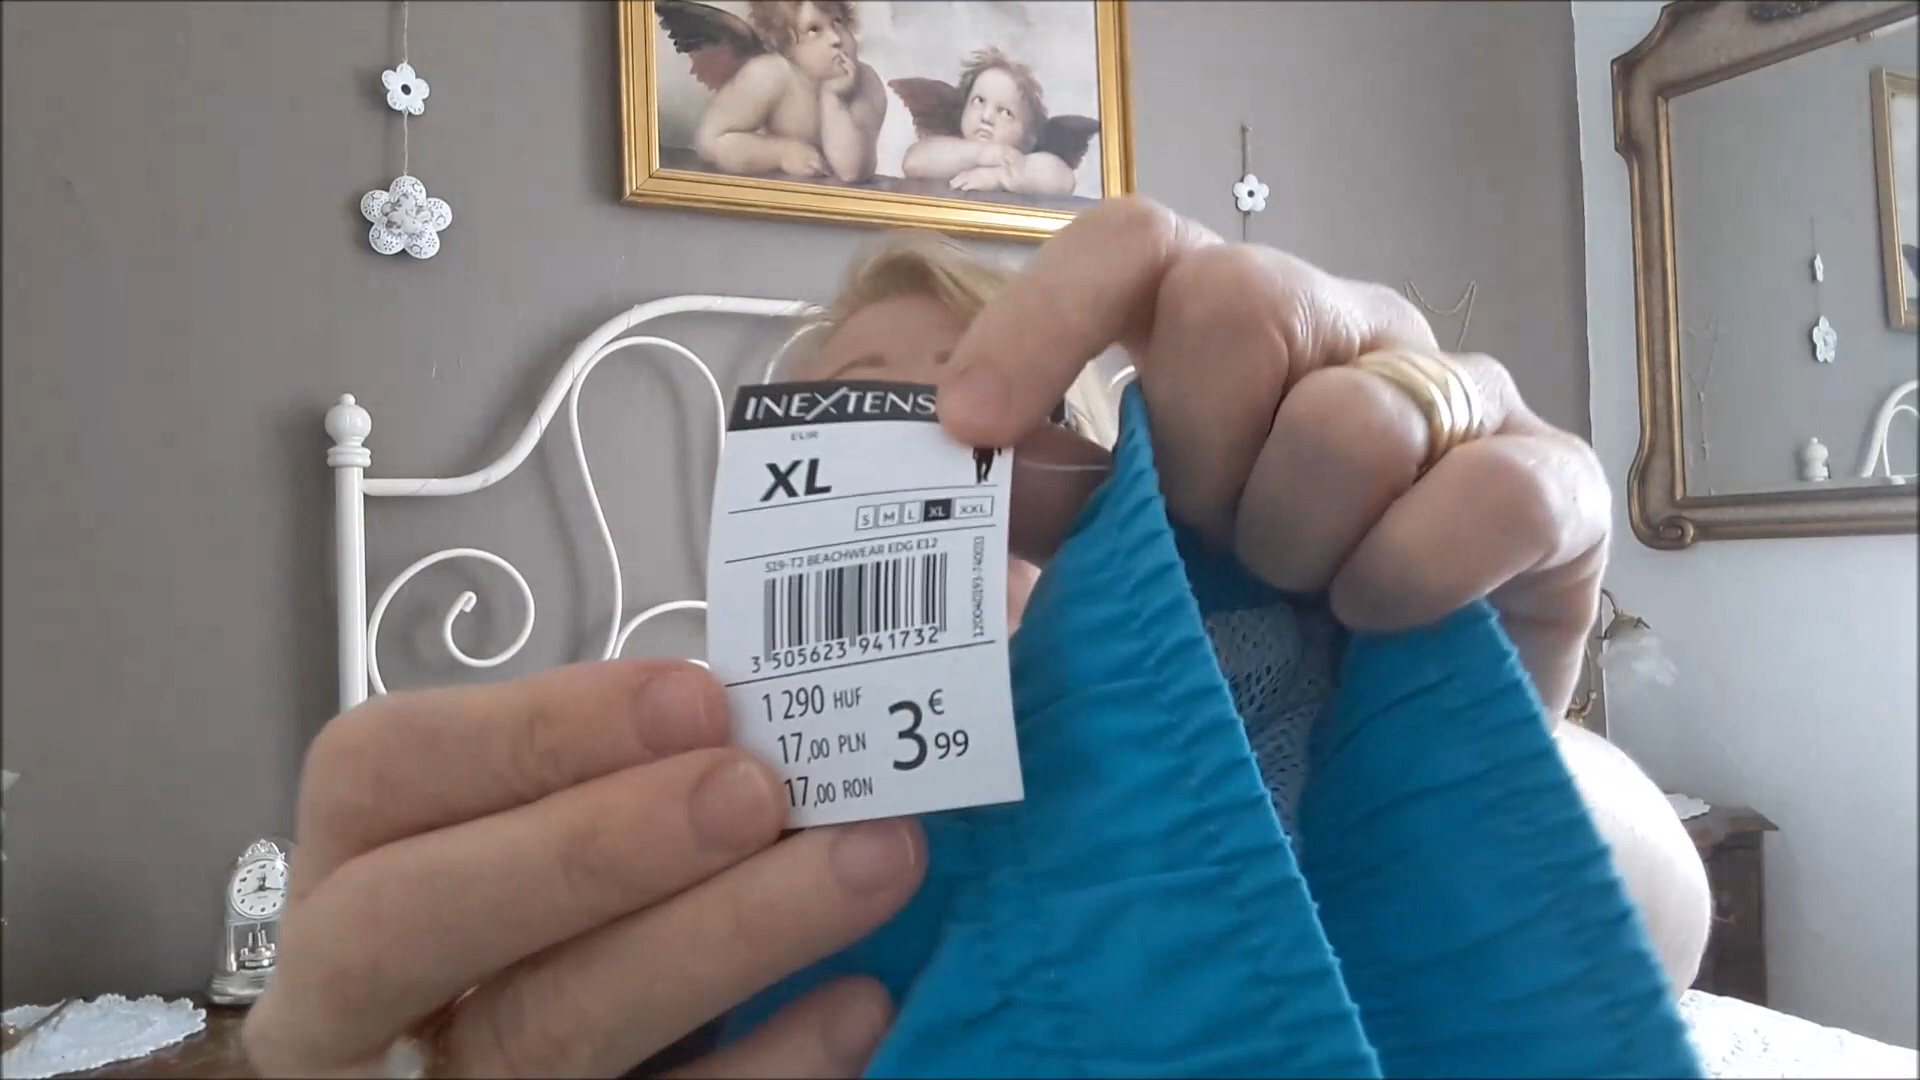 INEXTENS
EUR
XL
S M L XL XXL
S19-T2 BEACHWEAR EDG E12
3 505623 941732
1 290 HUF
17,00 PLN
17,00 RON
3€99